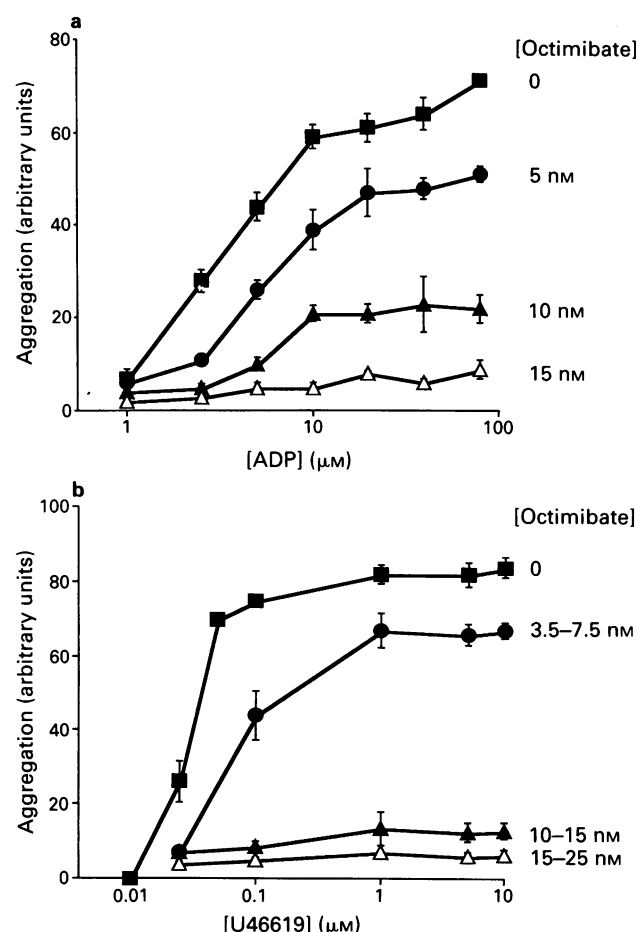 a
80
60
40
20
0
Aggregation (arbitrary units)
1
10
100
[ADP] (μM)
[Octimibate]
0
5 nM
10 nM
15 nM
b
100
80
60
40
20
0
Aggregation (arbitrary units)
0.01
0.1
1
10
[U46619] (μM)
[Octimibate]
0
3.5–7.5 nM
10–15 nM
15–25 nM